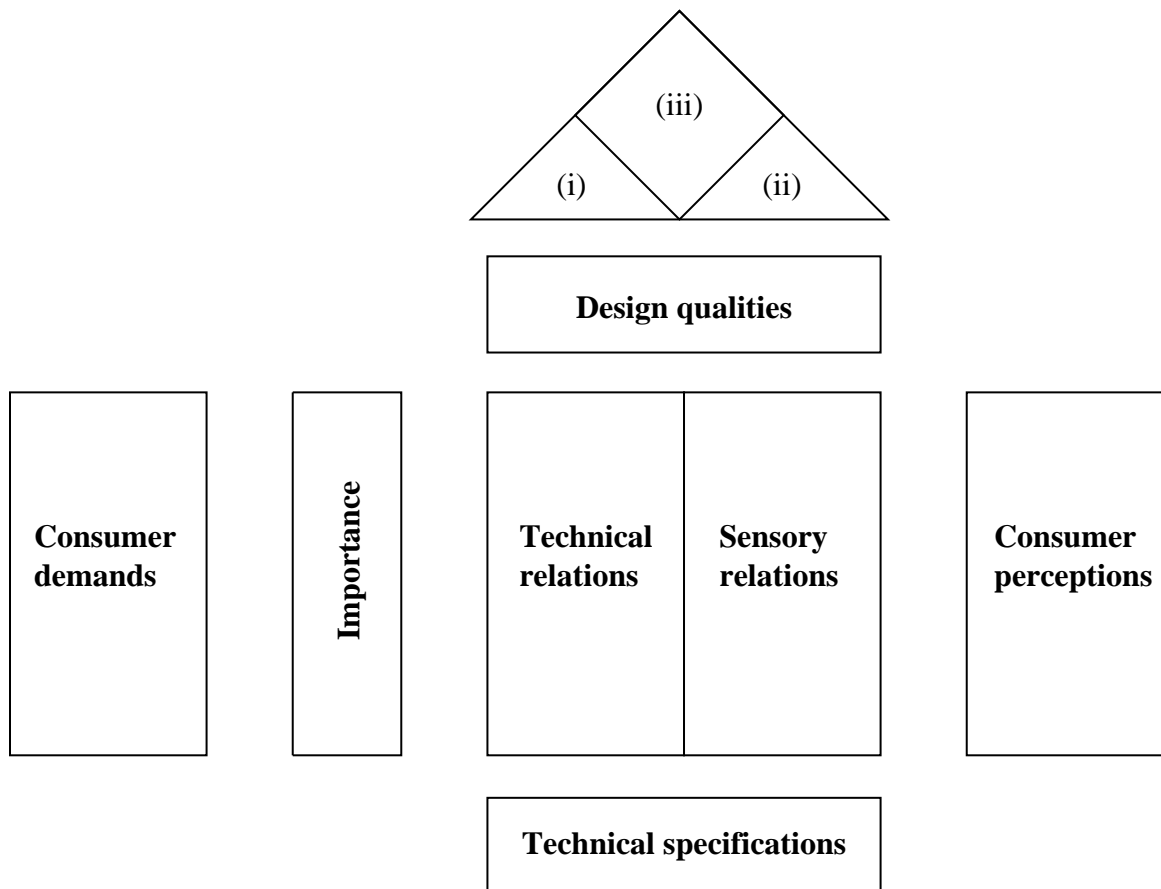 (iii)
(i)
(ii)
Design qualities
Consumer
demands
Importance
Technical
relations
Sensory
relations
Consumer
perceptions
Technical specifications